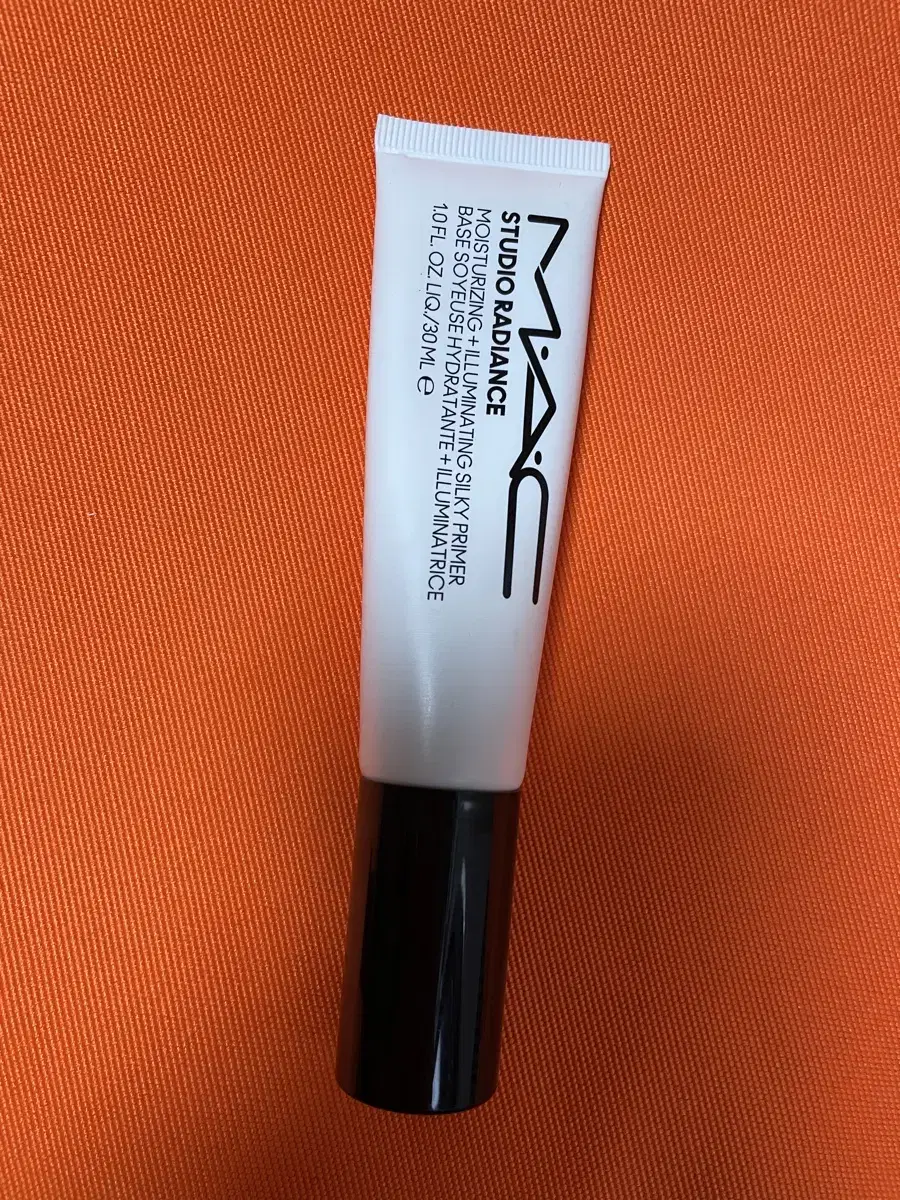 MAC
STUDIO RADIANCE
MOISTURIZING + ILLUMINATING SILKY PRIMER
BASE SOYEUSE HYDRATANTE + ILLUMINATRICE
1.0 FL. OZ. LIQ./30 ML ℮